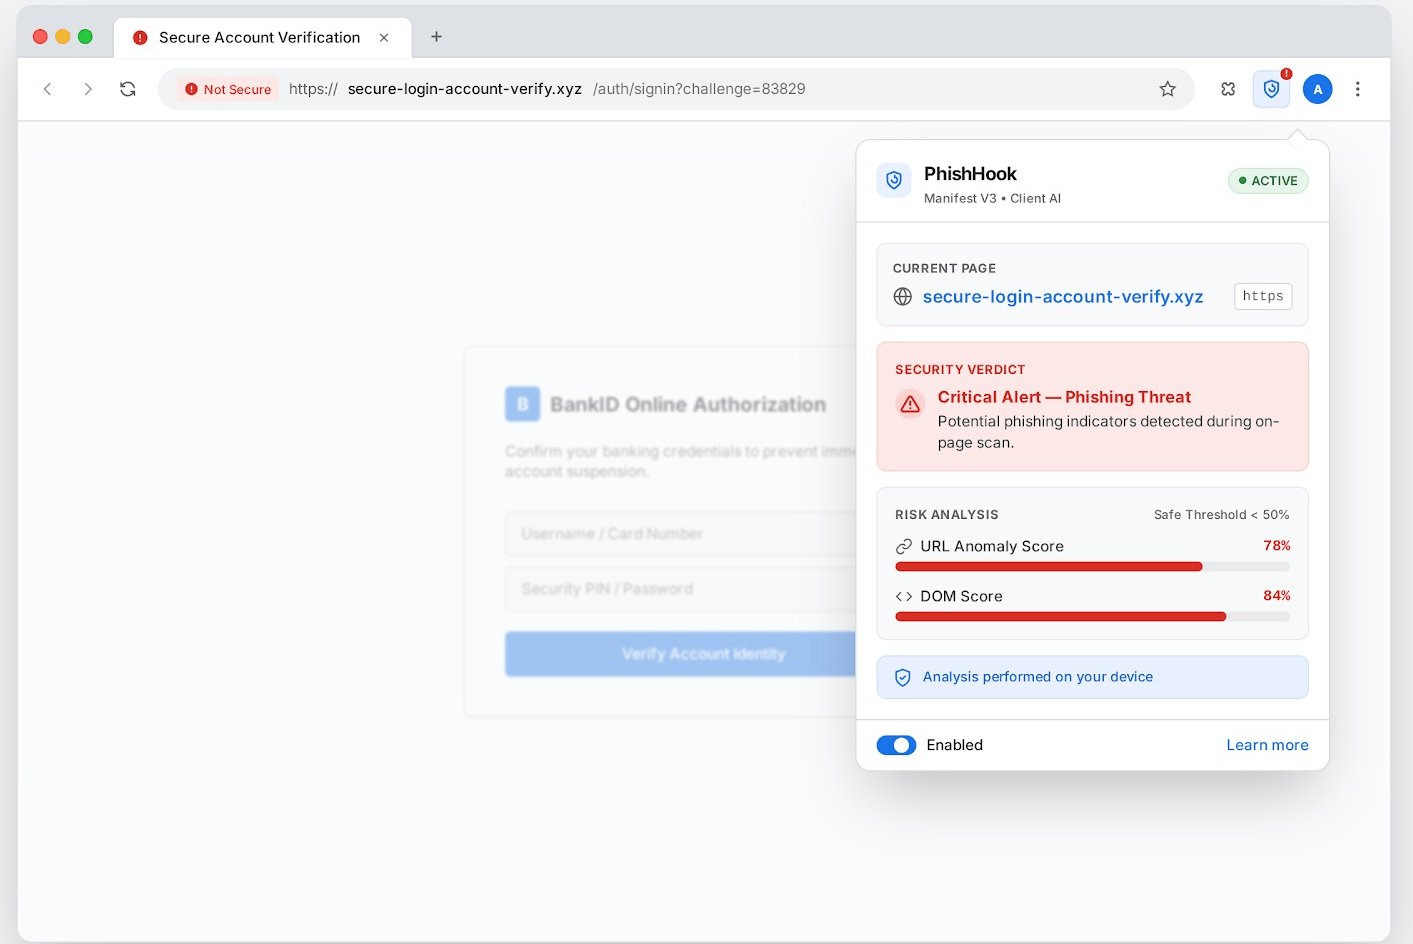 Secure Account Verification
Not Secure https:// secure-login-account-verify.xyz /auth/signin?challenge=83829
!
A
PhishHook
Manifest V3 • Client AI
ACTIVE
CURRENT PAGE
secure-login-account-verify.xyz
https
SECURITY VERDICT
Critical Alert — Phishing Threat
Potential phishing indicators detected during on-
page scan.
RISK ANALYSIS
Safe Threshold < 50%
URL Anomaly Score
78%
DOM Score
84%
Analysis performed on your device
Enabled
Learn more
B
BankID Online Authorization
Confirm your banking credentials to prevent
account suspension.
Username / Card Number
Security PIN / Password
Verify Account Identity